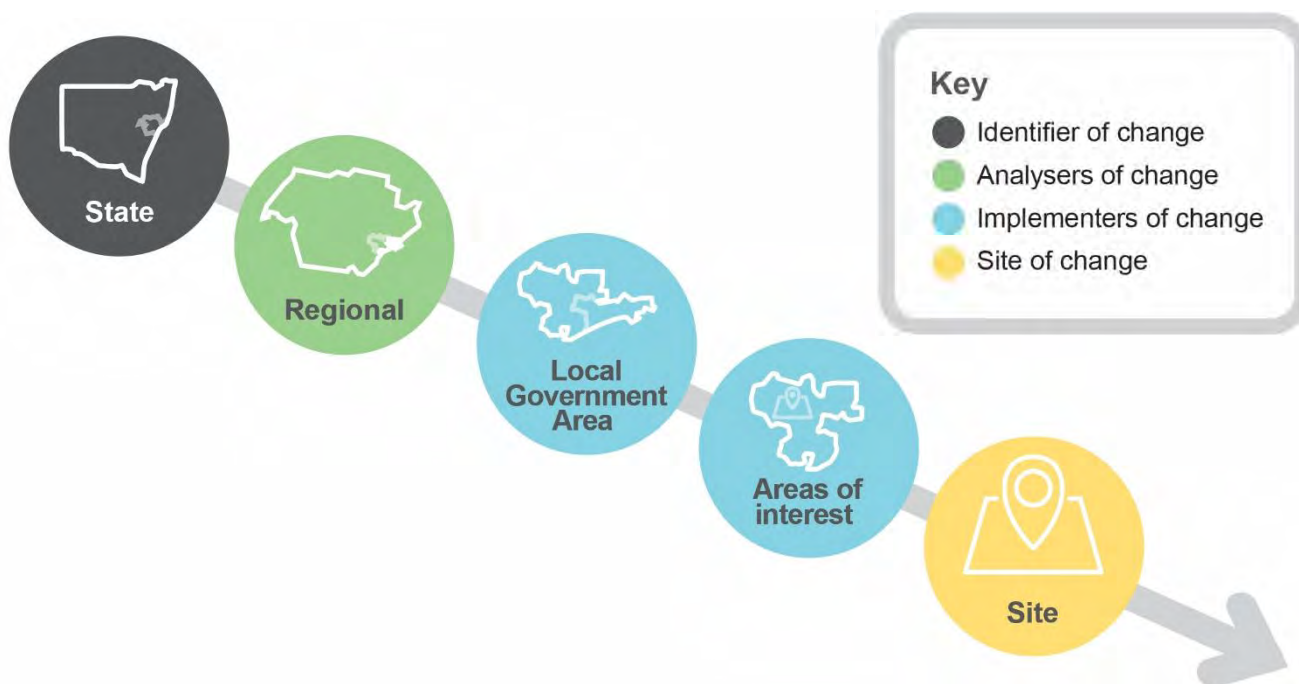 State
Regional
Local
Government
Area
Areas of
interest
Site
Key
Identifier of change
Analysers of change
Implementers of change
Site of change